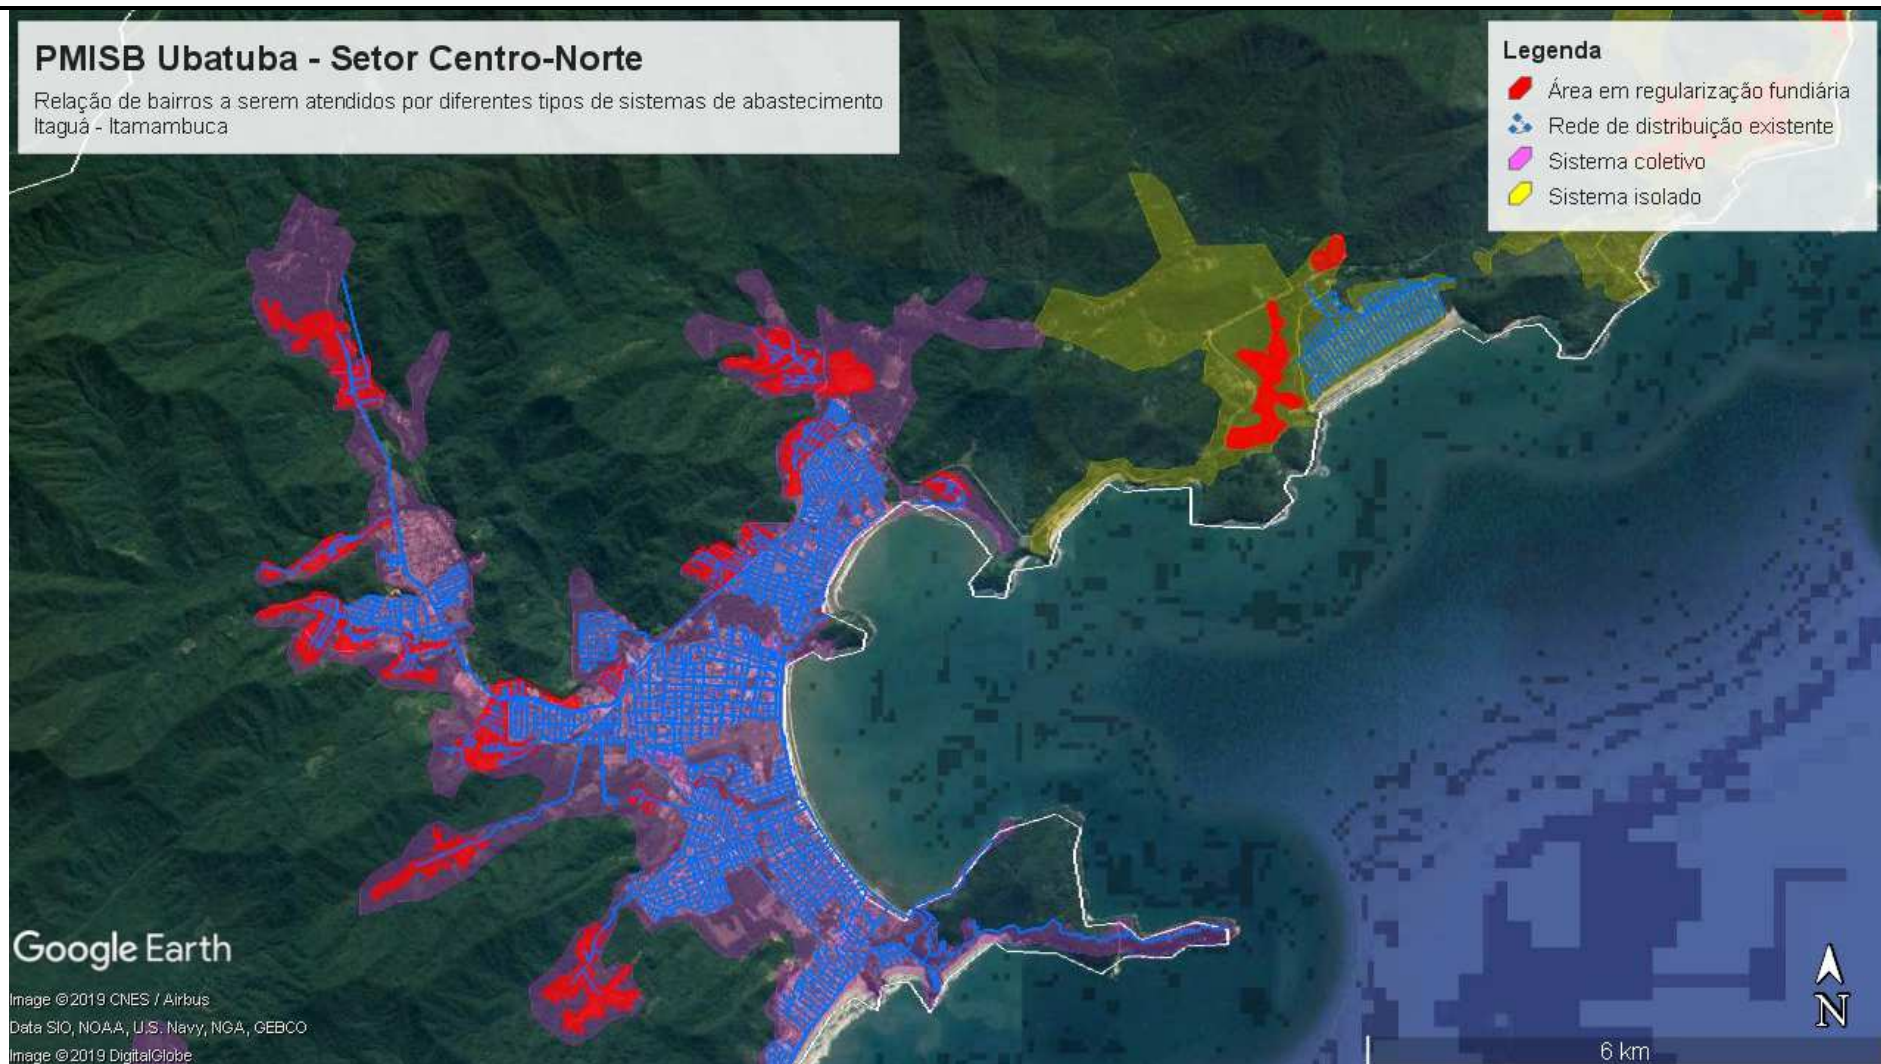 PMISB Ubatuba - Setor Centro-Norte
Relação de bairros a serem atendidos por diferentes tipos de sistemas de abastecimento
Itaguá - Itamambuca
Legenda
Área em regularização fundiária
Rede de distribuição existente
Sistema coletivo
Sistema isolado
Google Earth
Image ©2019 CNES / Airbus
Data SIO, NOAA, U.S. Navy, NGA, GEBCO
Image ©2019 DigitalGlobe
N
6 km